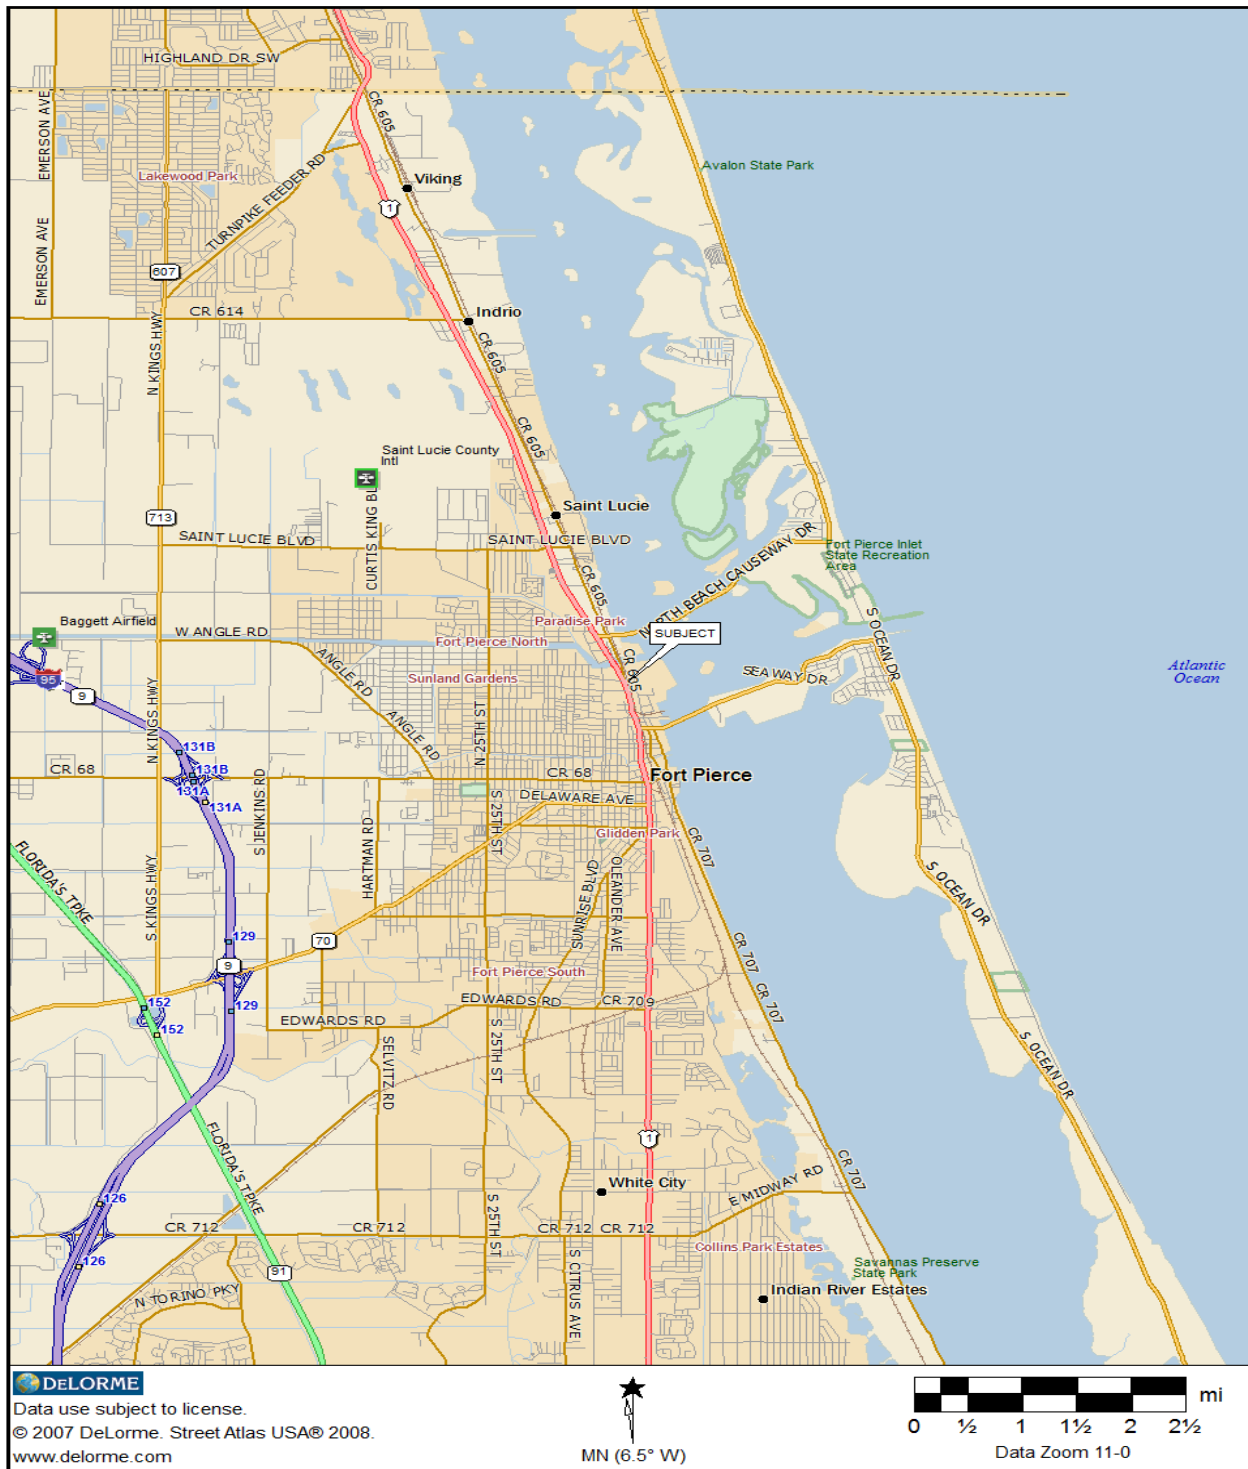 HIGHLAND DR SW
EMERSON AVE
CR 605
Avalon State Park
Lakewood Park
Viking
TURNPIKE FEEDER RD
1
EMERSON AVE
607
CR 614
Indrio
N KINGS HWY
CR 605
CR 605
Saint Lucie County
Intl
713
Saint Lucie
SAINT LUCIE BLVD
SAINT LUCIE BLVD
CURTIS KING BL
NORTH BEACH CAUSEWAY DR
Fort Pierce Inlet
State Recreation
Area
CR 605
Baggett Airfield
Paradise Park
W ANGLE RD
Fort Pierce North
SUBJECT
S OCEAN DR
ANGLE RD
Sunland Gardens
CR 605
SEAWAY DR
Atlantic
Ocean
95
9
N KINGS HWY
ANGLE RD
N 25TH ST
131B
131B
CR 68
CR 68
Fort Pierce
131A
131A
DELAWARE AVE
S JENKINS RD
HARTMAN RD
S 25TH ST
Glidden Park
CR 707
FLORIDA'S TPKE
S KINGS HWY
SUNRISE BLVD
OLEANDER AVE
S OCEAN DR
129
70
9
Fort Pierce South
CR 707
CR 707
152
129
EDWARDS RD
CR 709
152
EDWARDS RD
SELVITZ RD
S 25TH ST
S OCEAN DR
FLORIDA'S TPKE
1
White City
E MIDWAY RD
CR 707
126
CR 712
CR 712
S 25TH ST
CR 712
CR 712
Collins Park Estates
126
91
S CITRUS AVE
Savannas Preserve
State Park
N TORINO PKY
Indian River Estates
DELORME
Data use subject to license.
© 2007 DeLorme. Street Atlas USA® 2008.
www.delorme.com
MN (6.5° W)
mi
0 ½ 1 1½ 2 2½
Data Zoom 11-0